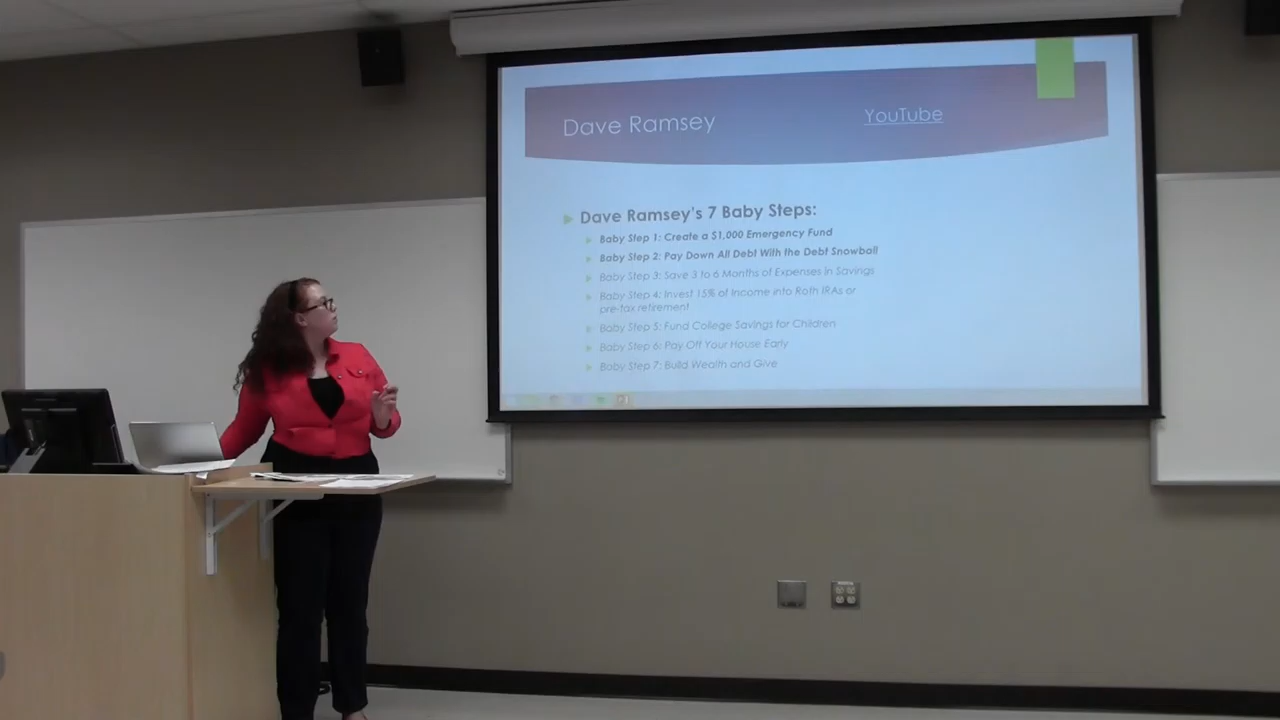 Dave Ramsey
YouTube
Dave Ramsey's 7 Baby Steps:
Baby Step 1: Create a $1,000 Emergency Fund
Baby Step 2: Pay Down All Debt With the Debt Snowball
Baby Step 3: Save 3 to 6 Months of Expenses in Savings
Baby Step 4: Invest 15% of Income into Roth IRAs or
pre-tax retirement
Baby Step 5: Fund College Savings for Children
Baby Step 6: Pay Off Your House Early
Baby Step 7: Build Wealth and Give